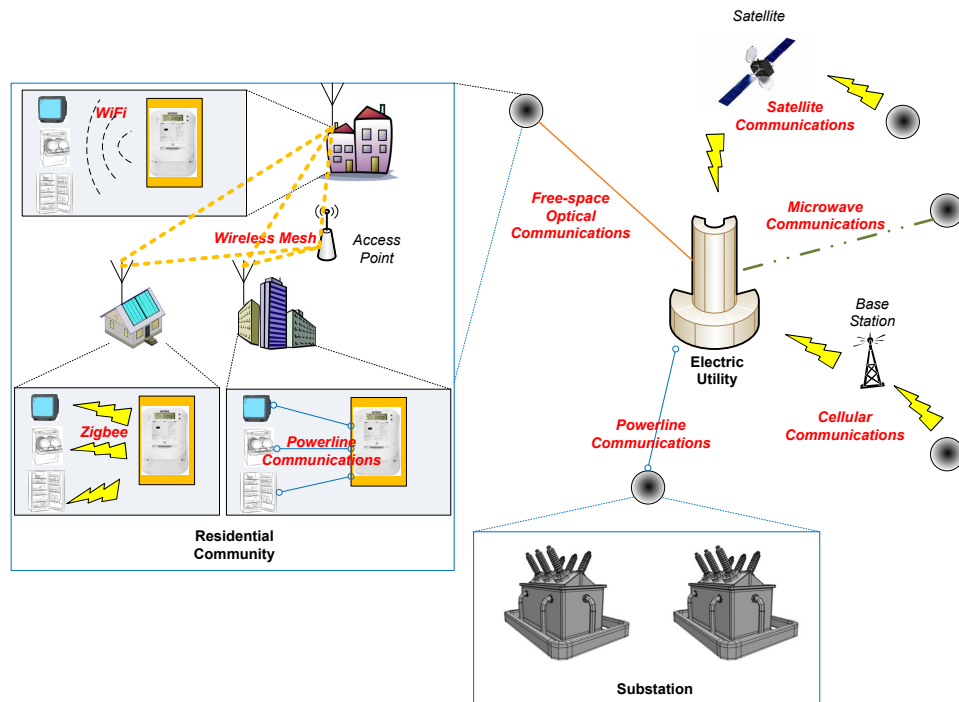 Satellite
WiFi
Satellite
Communications
Free-space
Optical
Communications
Microwave
Communications
Wireless Mesh
Access
Point
Base
Station
Electric
Utility
Zigbee
Powerline
Communications
Powerline
Communications
Cellular
Communications
Residential
Community
Substation